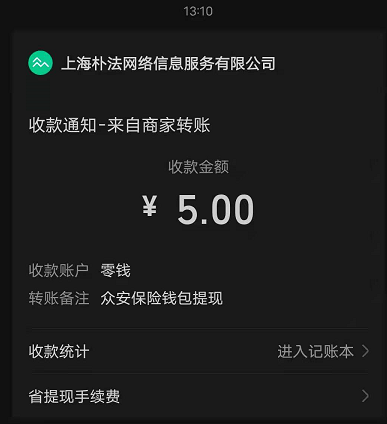 13:10
上海朴法网络信息服务有限公司
收款通知-来自商家转账
收款金额
¥ 5.00
收款账户 零钱
转账备注 众安保险钱包提现
收款统计 进入记账本
省提现手续费